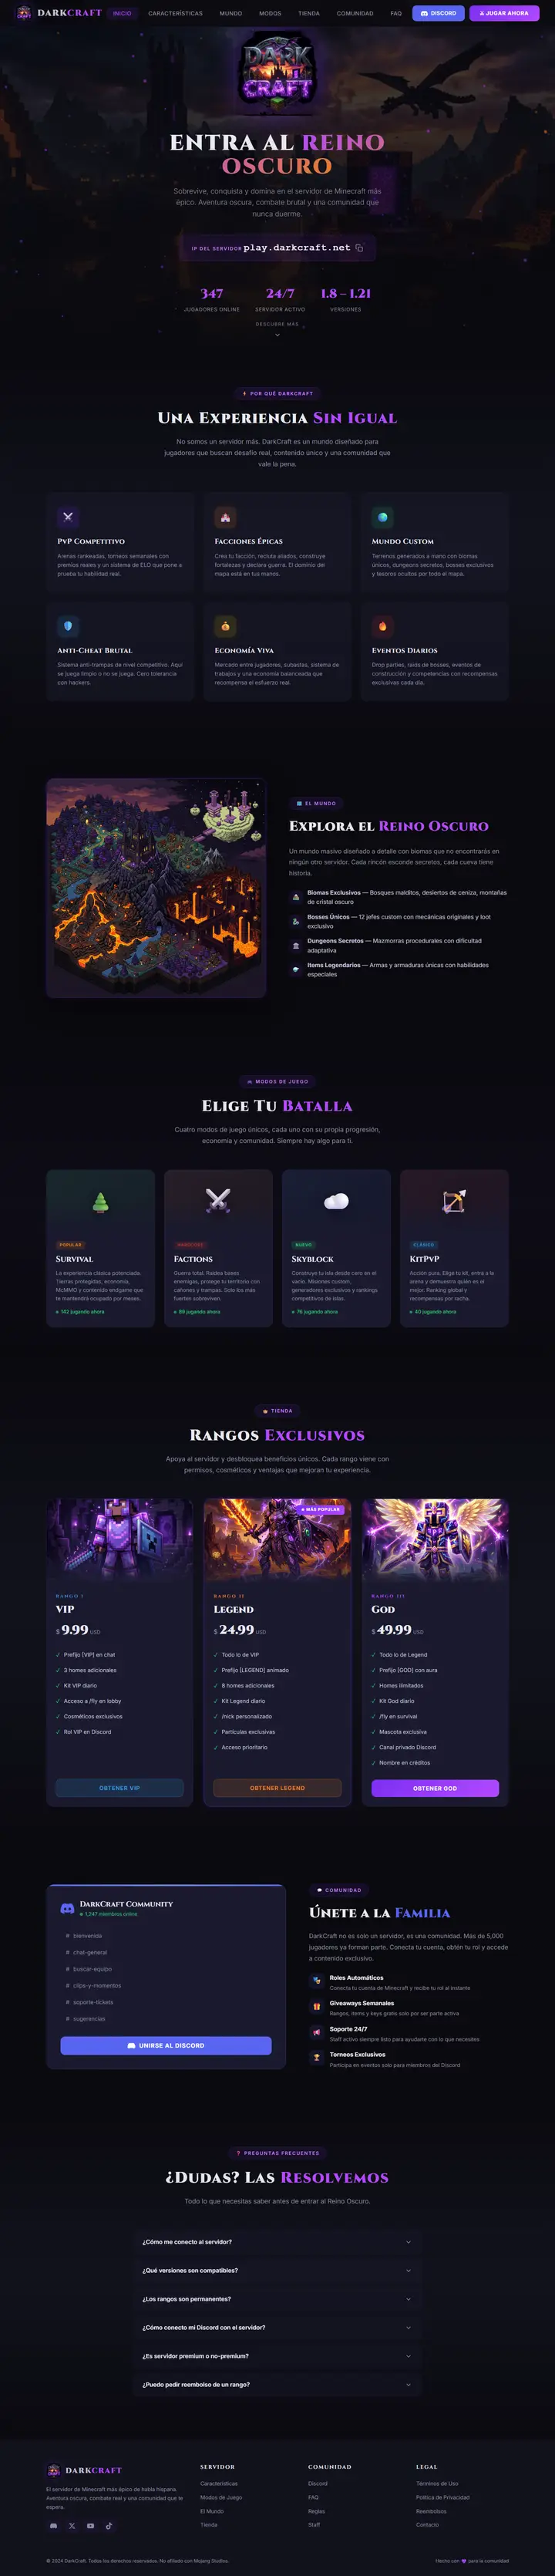 DARKCRAFT INICIO CARACTERÍSTICAS MUNDO MODOS TIENDA COMUNIDAD FAQ DISCORD JUGAR AHORA
DARK
CRAFT
ENTRA AL REINO
OSCURO
Sobrevive, conquista y domina en el servidor de Minecraft más
épico. Aventura oscura, combate brutal y una comunidad que
nunca duerme.
IP DEL SERVIDOR play.darkcraft.net
347 24/7 1.8 – 1.21
JUGADORES ONLINE SERVIDOR ACTIVO VERSIONES
DESCUBRE MÁS
POR QUÉ DARKCRAFT
Una Experiencia Sin Igual
No somos un servidor más. DarkCraft es un mundo diseñado para
jugadores que buscan desafío real, contenido único y una comunidad que
vale la pena.
PvP Competitivo
Arenas rankeadas, torneos semanales con
premios reales y un sistema de ELO que pone a
prueba tu habilidad real.
Facciones Épicas
Crea tu facción, recluta aliados, construye
fortalezas y declara guerra. El dominio del
mapa está en tus manos.
Mundo Custom
Terrenos generados a mano con biomas
únicos, dungeons secretos, bosses exclusivos
y tesoros ocultos por todo el mapa.
Anti-Cheat Brutal
Sistema anti-trampas de nivel competitivo. Aquí
se juega limpio o no se juega. Cero tolerancia
con hackers.
Economía Viva
Mercado entre jugadores, subastas, sistema de
trabajos y una economía balanceada que
recompensa el esfuerzo real.
Eventos Diarios
Drop parties, raids de bosses, eventos de
construcción y competencias con recompensas
exclusivas cada día.
EL MUNDO
Explora el Reino Oscuro
Un mundo masivo diseñado a detalle con biomas que no encontrarás en
ningún otro servidor. Cada rincón esconde secretos, cada cueva tiene
historia.
Biomas Exclusivos — Bosques malditos, desiertos de ceniza, montañas
de cristal oscuro
Bosses Únicos — 12 jefes custom con mecánicas originales y loot
exclusivo
Dungeons Secretos — Mazmorras procedurales con dificultad
adaptativa
Items Legendarios — Armas y armaduras únicas con habilidades
especiales
MODOS DE JUEGO
Elige Tu Batalla
Cuatro modos de juego únicos, cada uno con su propia progresión,
economía y comunidad. Siempre hay algo para ti.
POPULAR
Survival
La experiencia clásica potenciada.
Tierras protegidas, economía,
McMMO y contenido endgame que
te mantendrá ocupado por meses.
142 jugando ahora
HARDCORE
Factions
Guerra total. Raidea bases
enemigas, protege tu territorio con
cañones y trampas. Solo los más
fuertes sobreviven.
89 jugando ahora
NUEVO
Skyblock
Construye tu isla desde cero en el
vacío. Misiones custom,
generadores exclusivos y rankings
competitivos de islas.
76 jugando ahora
CLÁSICO
KitPvP
Acción pura. Elige tu kit, entra a la
arena y demuestra quién es el
mejor. Ranking global y
recompensas por racha.
40 jugando ahora
TIENDA
Rangos Exclusivos
Apoya al servidor y desbloquea beneficios únicos. Cada rango viene con
permisos, cosméticos y ventajas que mejoran tu experiencia.
RANGO I
VIP
$ 9.99 USD
✓ Prefijo [VIP] en chat
✓ 3 homes adicionales
✓ Kit VIP diario
✓ Acceso a /fly en lobby
✓ Cosméticos exclusivos
✓ Rol VIP en Discord
OBTENER VIP
★ MÁS POPULAR
RANGO II
Legend
$ 24.99 USD
✓ Todo lo de VIP
✓ Prefijo [LEGEND] animado
✓ 8 homes adicionales
✓ Kit Legend diario
✓ /nick personalizado
✓ Partículas exclusivas
✓ Acceso prioritario
OBTENER LEGEND
RANGO III
God
$ 49.99 USD
✓ Todo lo de Legend
✓ Prefijo [GOD] con aura
✓ Homes ilimitados
✓ Kit God diario
✓ /fly en survival
✓ Mascota exclusiva
✓ Canal privado Discord
✓ Nombre en créditos
OBTENER GOD
DarkCraft Community
1,247 miembros online
# bienvenida
# chat-general
# buscar-equipo
# clips-y-momentos
# soporte-tickets
# sugerencias
UNIRSE AL DISCORD
COMUNIDAD
Únete a la Familia
DarkCraft no es solo un servidor, es una comunidad. Más de 5,000
jugadores ya forman parte. Conecta tu cuenta, obtén tu rol y accede
a contenido exclusivo.
Roles Automáticos
Conecta tu cuenta de Minecraft y recibe tu rol al instante
Giveaways Semanales
Rangos, items y keys gratis solo por ser parte activa
Soporte 24/7
Staff activo siempre listo para ayudarte con lo que necesites
Torneos Exclusivos
Participa en eventos solo para miembros del Discord
PREGUNTAS FRECUENTES
¿Dudas? Las Resolvemos
Todo lo que necesitas saber antes de entrar al Reino Oscuro.
¿Cómo me conecto al servidor?
¿Qué versiones son compatibles?
¿Los rangos son permanentes?
¿Cómo conecto mi Discord con el servidor?
¿Es servidor premium o no-premium?
¿Puedo pedir reembolso de un rango?
DARKCRAFT
El servidor de Minecraft más épico de habla hispana.
Aventura oscura, combate real y una comunidad que te
espera.
SERVIDOR
Características
Modos de Juego
El Mundo
Tienda
COMUNIDAD
Discord
FAQ
Reglas
Staff
LEGAL
Términos de Uso
Política de Privacidad
Reembolsos
Contacto
© 2024 DarkCraft. Todos los derechos reservados. No afiliado con Mojang Studios.
Hecho con 💜 para la comunidad